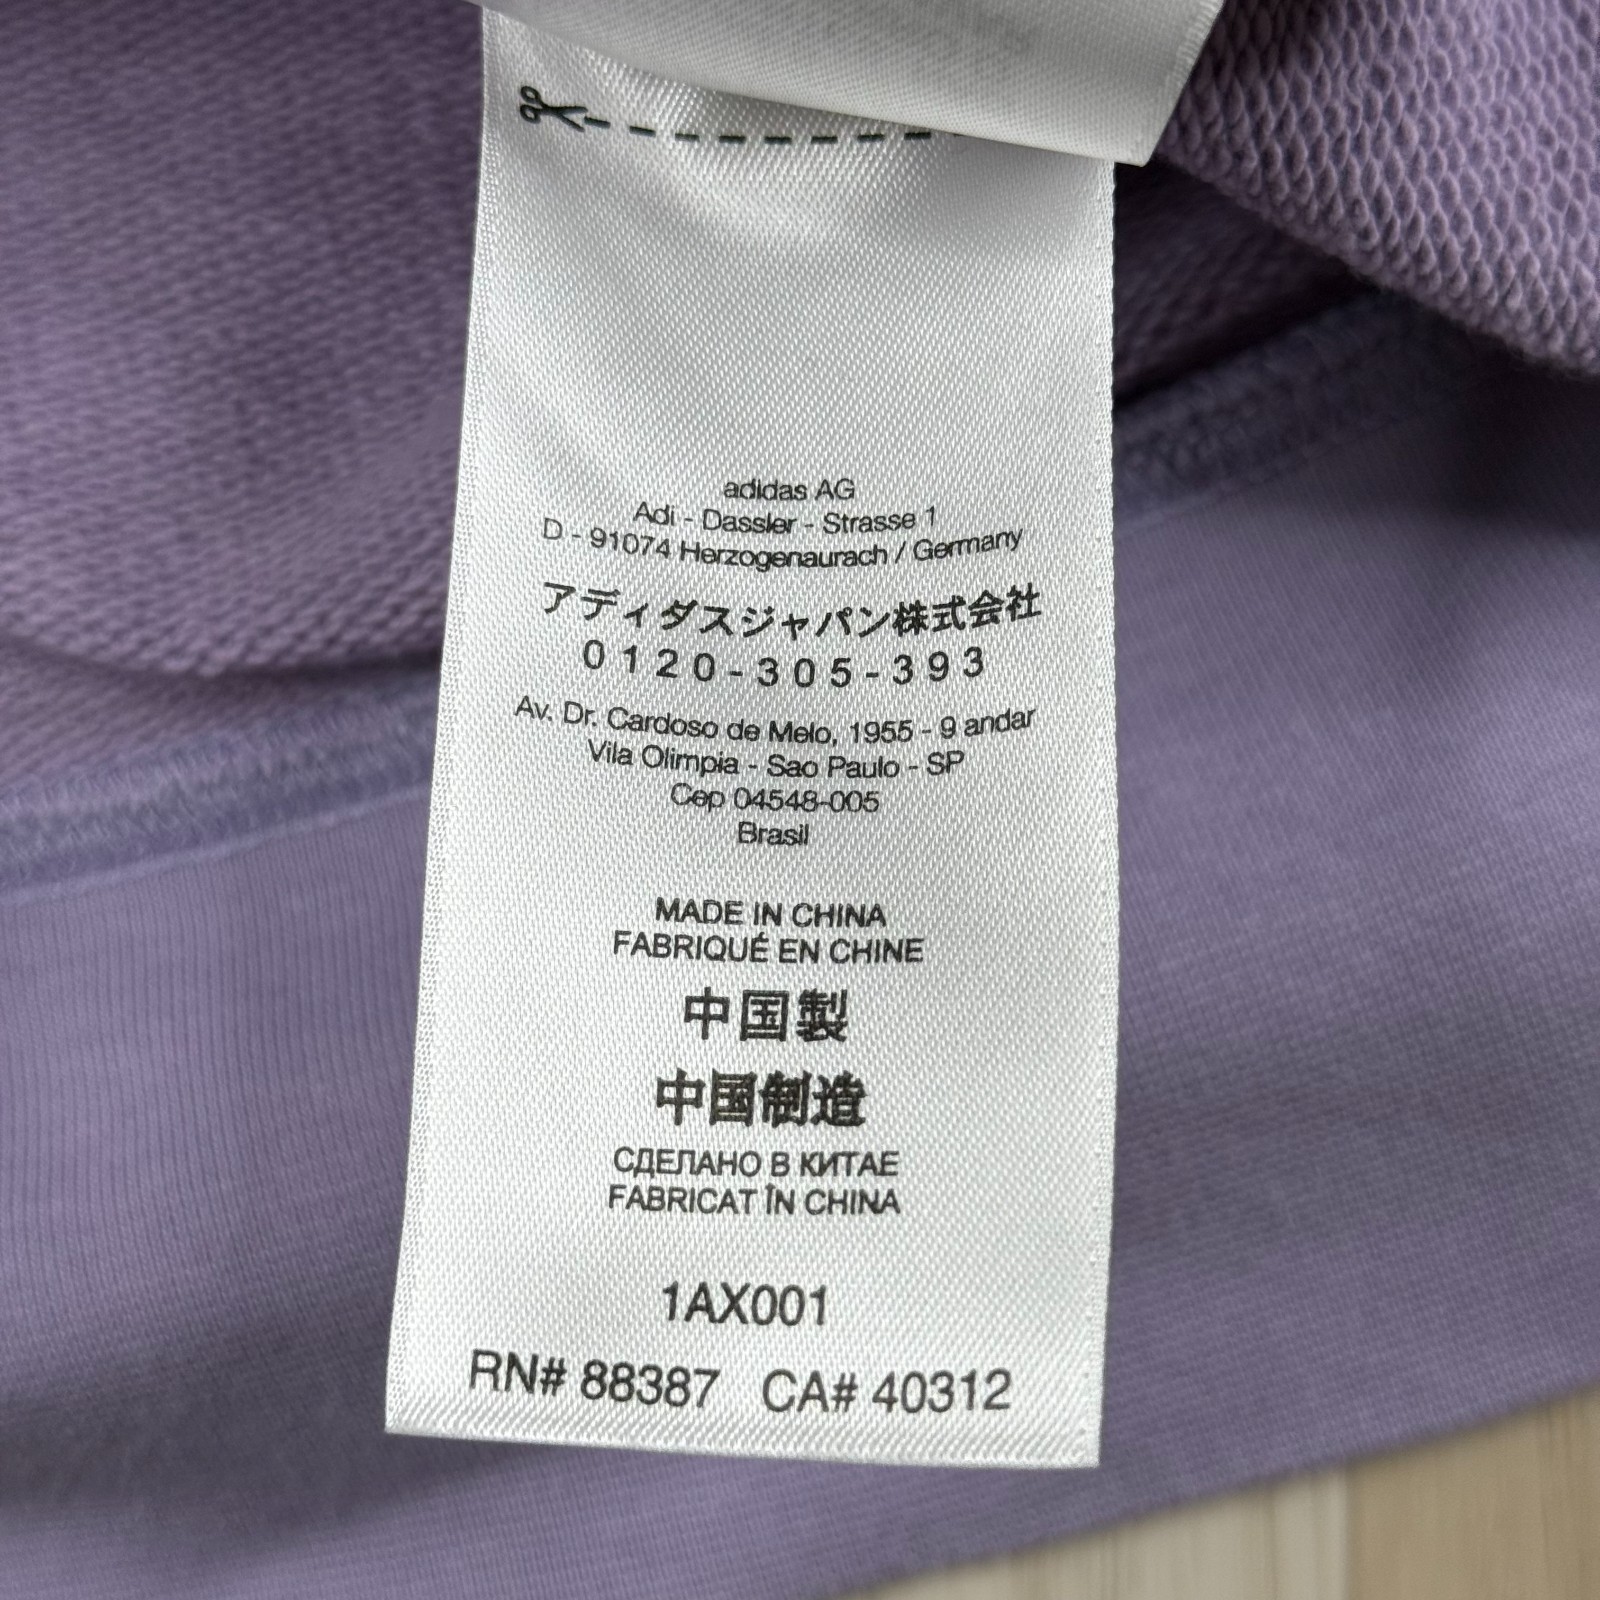 adidas AG
Adi - Dassler - Strasse 1
D - 91074 Herzogenaurach / Germany
アディダスジャパン株式会社
0120-305-393
Av. Dr. Cardoso de Melo, 1955 - 9 andar
Vila Olimpia - Sao Paulo - SP
Cep 04548-005
Brasil
MADE IN CHINA
FABRIQUÉ EN CHINE
中国製
中国制造
СДЕЛАНО В КИТАЕ
FABRICAT ÎN CHINA
1AX001
RN# 88387 CA# 40312